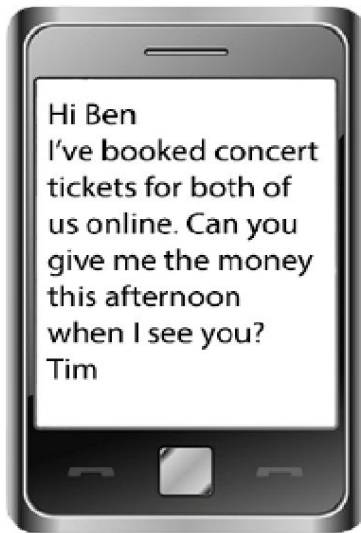 Hi Ben
I've booked concert
tickets for both of
us online. Can you
give me the money
this afternoon
when I see you?
Tim